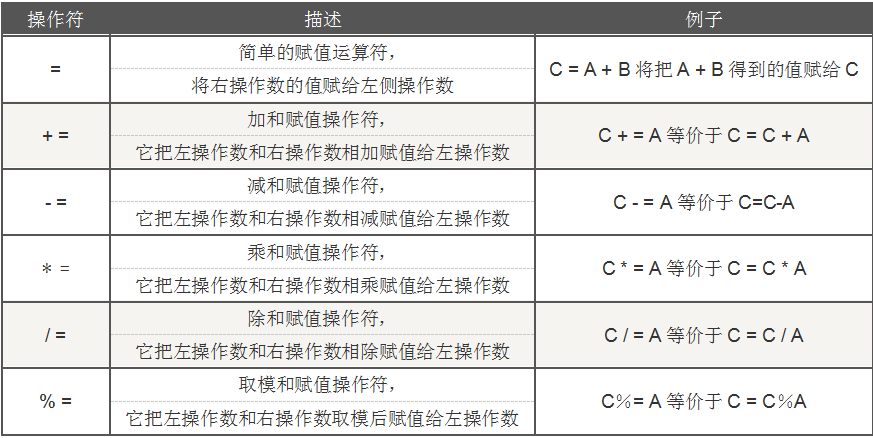 操作符 描述 例子
= 简单的赋值运算符，
将右操作数的值赋给左侧操作数 C = A + B 将把 A + B 得到的值赋给 C
+ = 加和赋值操作符，
它把左操作数和右操作数相加赋值给左操作数 C + = A 等价于 C = C + A
- = 减和赋值操作符，
它把左操作数和右操作数相减赋值给左操作数 C - = A 等价于 C=C-A
＊ = 乘和赋值操作符，
它把左操作数和右操作数相乘赋值给左操作数 C * = A 等价于 C = C * A
/ = 除和赋值操作符，
它把左操作数和右操作数相除赋值给左操作数 C / = A 等价于 C = C / A
% = 取模和赋值操作符，
它把左操作数和右操作数取模后赋值给左操作数 C％= A 等价于 C = C％A